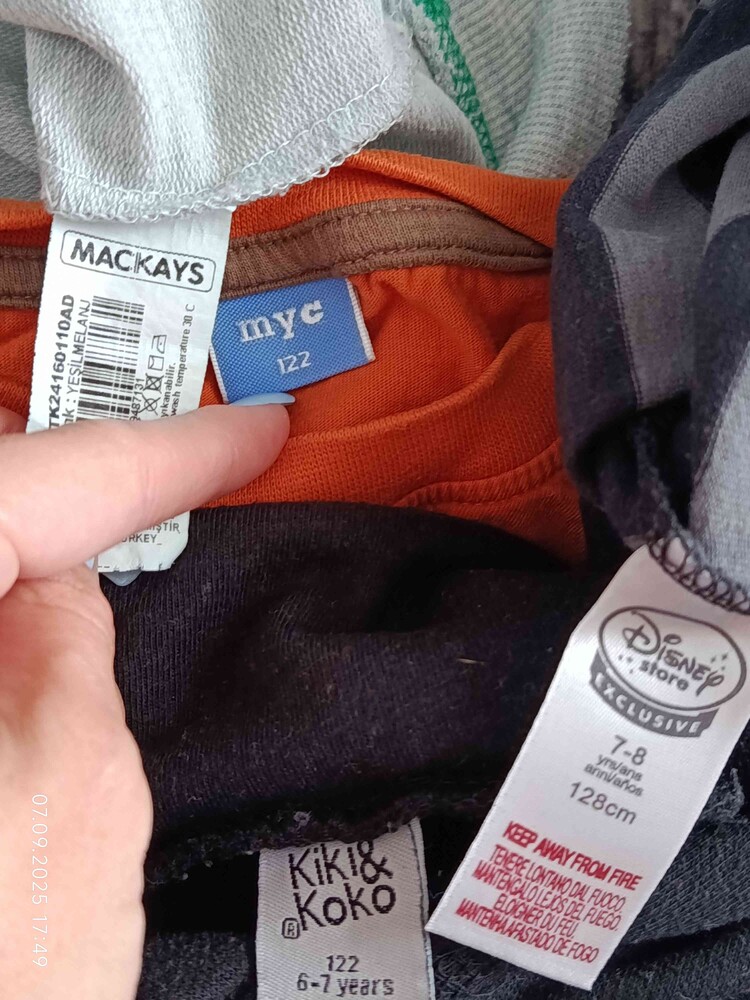 MACKAYS
TK24160110AD
: YEŞİLMELANJ
yıkanabilir.
wash temperature 30 C
myc
122
DISNEY
store
EXCLUSIVE
7-8
yrs/ans
anni/años
128cm
KEEP AWAY FROM FIRE
TENERE LONTANO DAL FUOCO.
MANTENGALO LEJOS DEL FUEGO.
ELOIGNER DU FEU.
MANTENHA AFASTADO DE FOGO
Kiki&
®Koko
122
6-7 years
07.09.2025 17:49